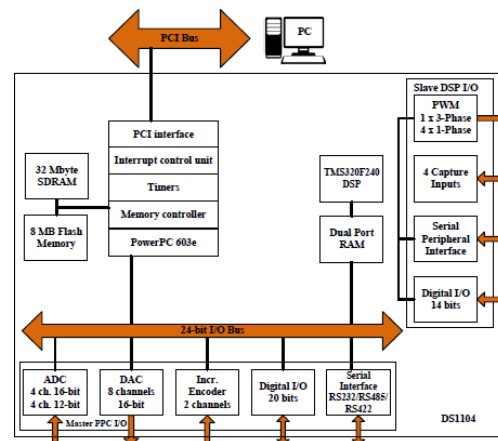 PCI Bus
PC
PCI interface
Interrupt control unit
Timers
Memory controller
PowerPC 603e
32 Mbyte
SDRAM
8 MB Flash
Memory
TMS320F240
DSP
Dual Port
RAM
Slave DSP I/O
PWM
1 x 3-Phase
4 x 1-Phase
4 Capture
Inputs
Serial
Peripheral
Interface
Digital I/O
14 bits
24-bit I/O Bus
ADC
4 ch. 16-bit
4 ch. 12-bit
DAC
8 channels
16-bit
Incr.
Encoder
2 channels
Digital I/O
20 bits
Serial
Interface
RS232/RS485/
RS422
Master PPC I/O
DS1104